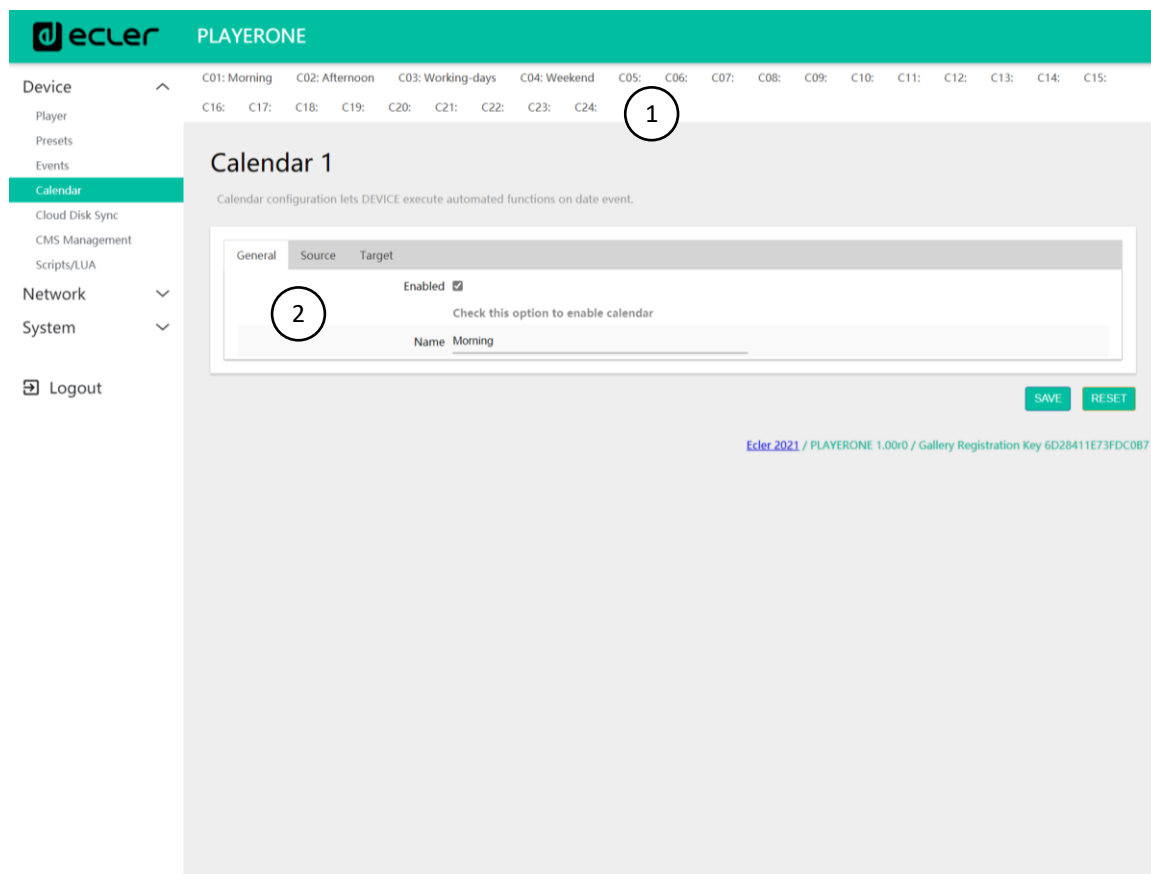 ecler
PLAYERONE
Device
Player
Presets
Events
Calendar
Cloud Disk Sync
CMS Management
Scripts/LUA
Network
System
Logout
C01: Morning C02: Afternoon C03: Working-days C04: Weekend C05: C06: C07: C08: C09: C10: C11: C12: C13: C14: C15:
C16: C17: C18: C19: C20: C21: C22: C23: C24:
1
Calendar 1
Calendar configuration lets DEVICE execute automated functions on date event.
General Source Target
Enabled
Check this option to enable calendar
2
Name Morning
SAVE RESET
Ecler 2021 / PLAYERONE 1.00r0 / Gallery Registration Key 6D28411E73FDC0B7